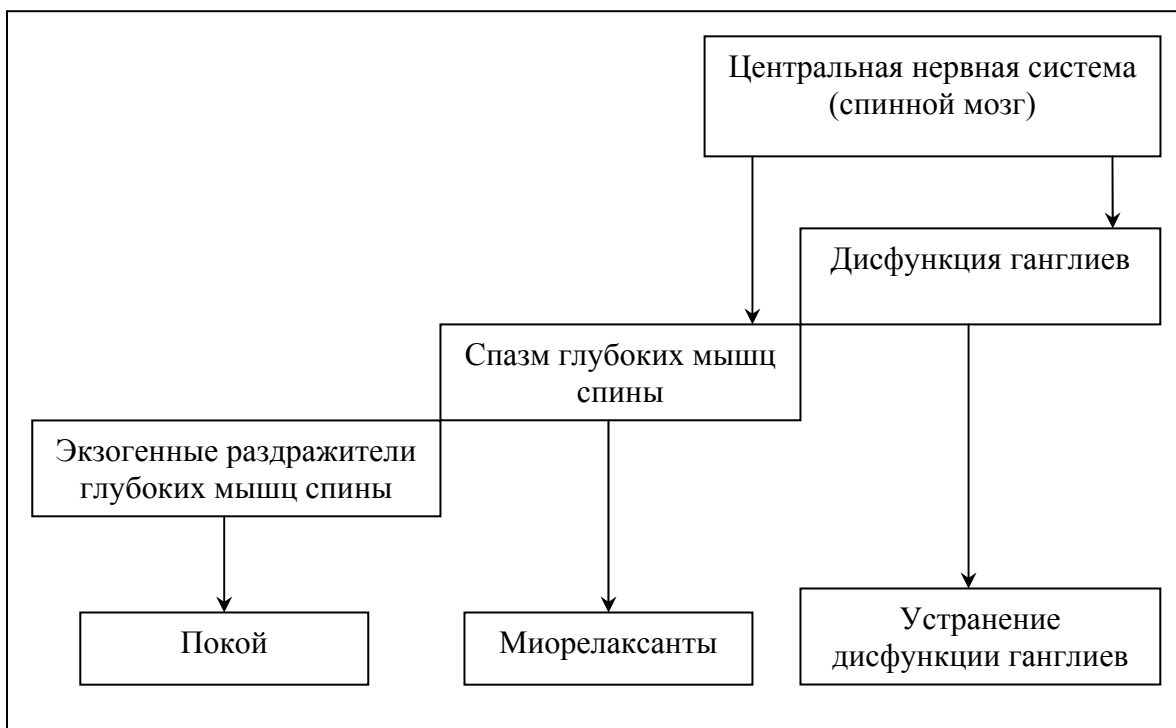 Центральная нервная система
(спинной мозг)
Дисфункция ганглиев
Спазм глубоких мышц
спины
Экзогенные раздражители
глубоких мышц спины
Покой
Миорелаксанты
Устранение
дисфункции ганглиев